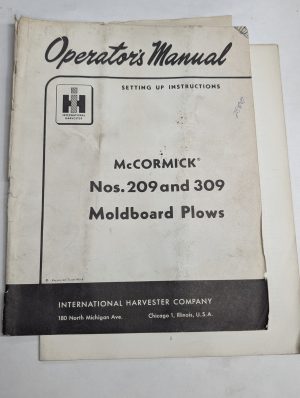 Operator's Manual
SETTING UP INSTRUCTIONS
IH
INTERNATIONAL
HARVESTER
McCORMICK®
Nos. 209 and 309
Moldboard Plows
INTERNATIONAL HARVESTER COMPANY
180 North Michigan Ave. Chicago 1, Illinois, U.S.A.